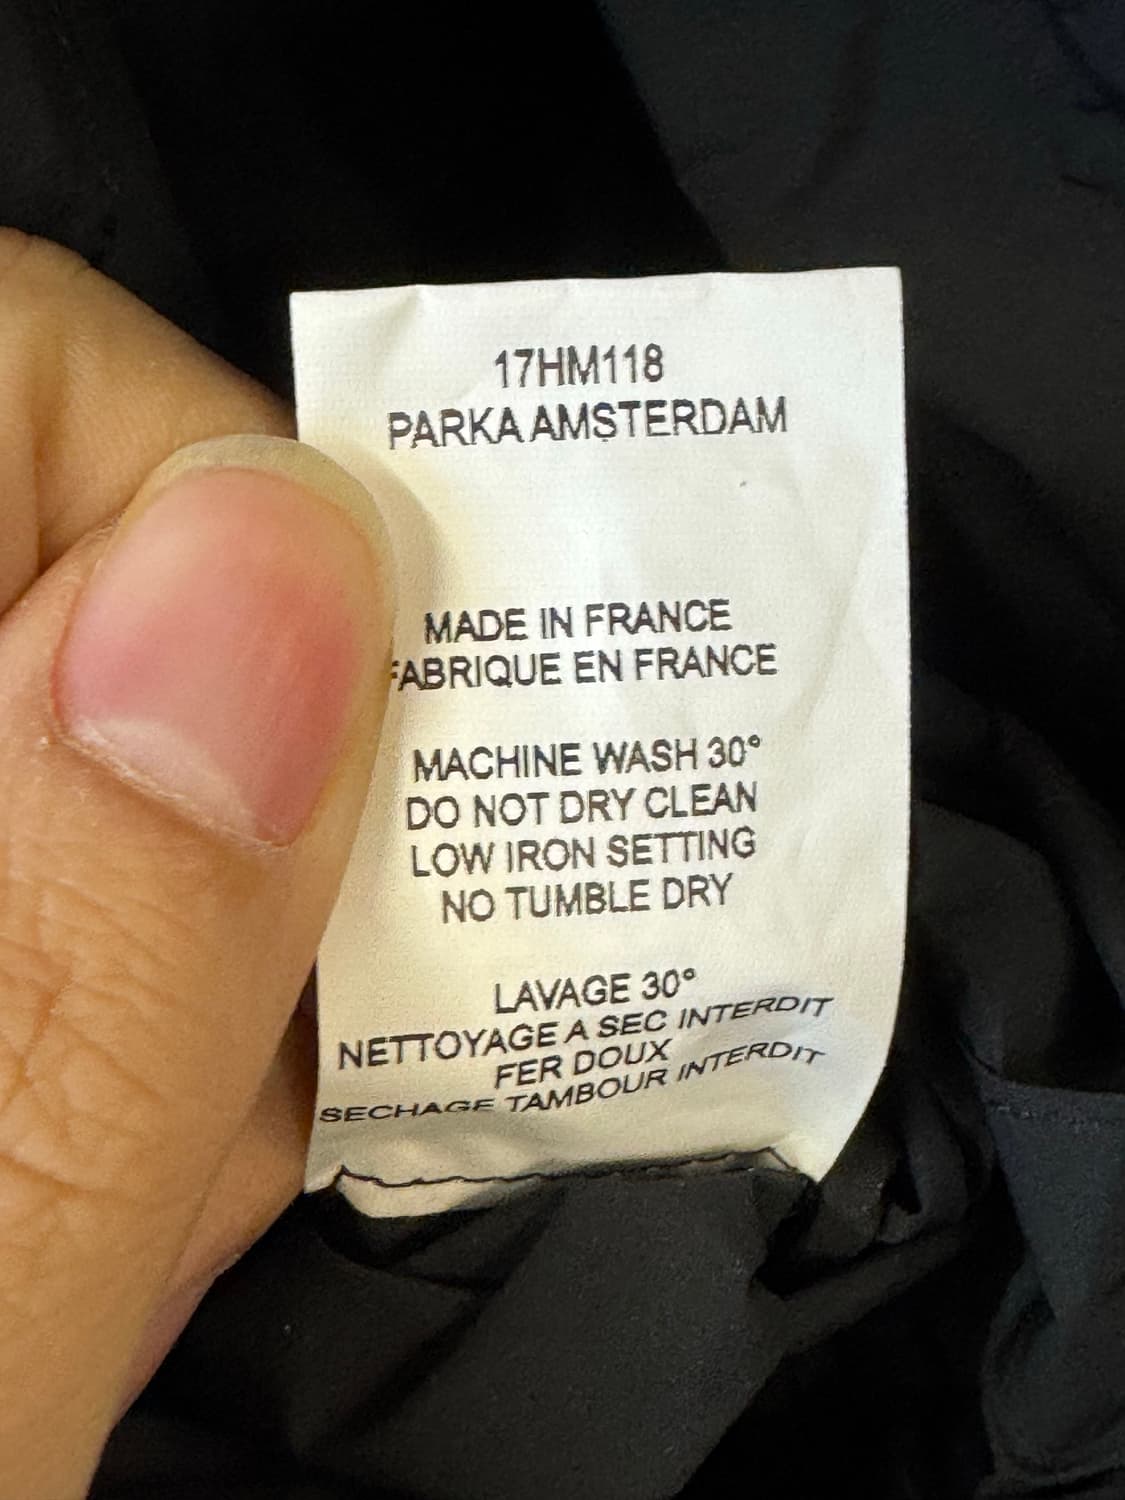 17HM118
PARKA AMSTERDAM
MADE IN FRANCE
FABRIQUE EN FRANCE
MACHINE WASH 30°
DO NOT DRY CLEAN
LOW IRON SETTING
NO TUMBLE DRY
LAVAGE 30°
NETTOYAGE A SEC INTERDIT
FER DOUX
SECHAGE TAMBOUR INTERDIT